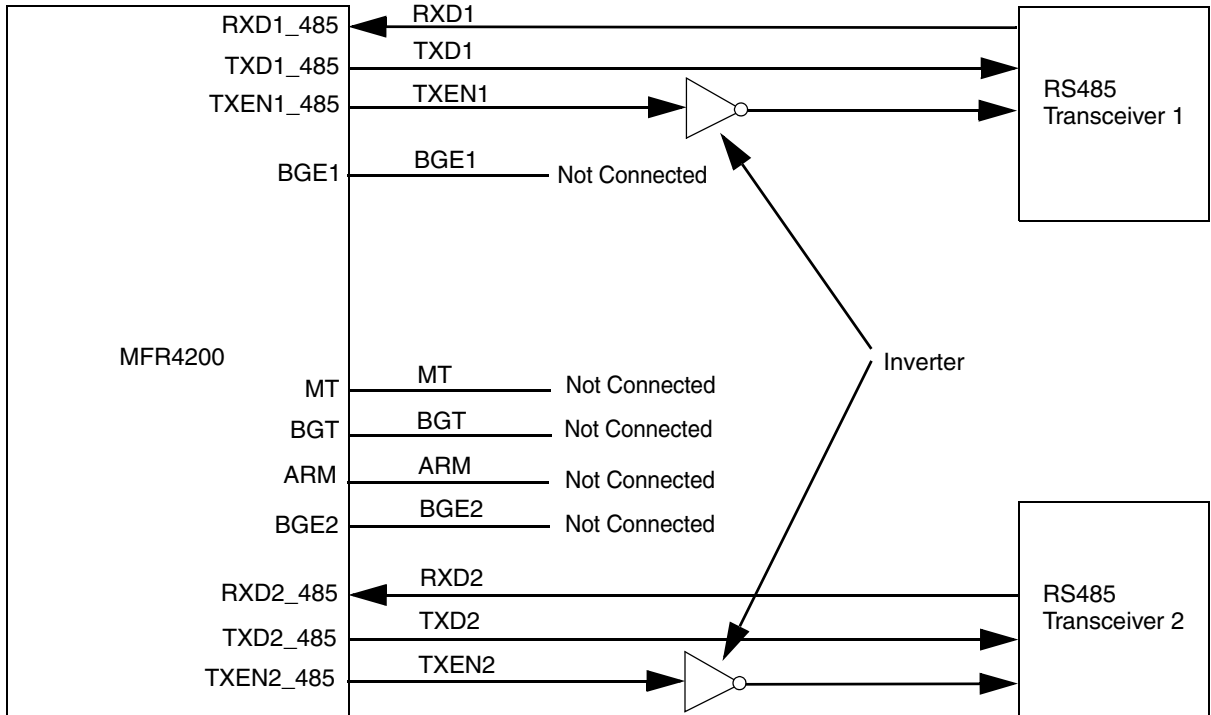 RXD1_485 RXD1
TXD1_485 TXD1
TXEN1_485 TXEN1
RS485
Transceiver 1
BGE1 BGE1 Not Connected
MFR4200
Inverter
MT MT Not Connected
BGT BGT Not Connected
ARM ARM Not Connected
BGE2 BGE2 Not Connected
RXD2_485 RXD2
RS485
Transceiver 2
TXD2_485 TXD2
TXEN2_485 TXEN2